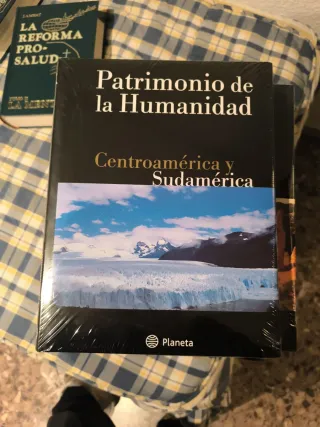 LA
REFORMA
PRO-
SALUD
Patrimonio de
la Humanidad
Centroamérica y
Sudamérica
Planeta